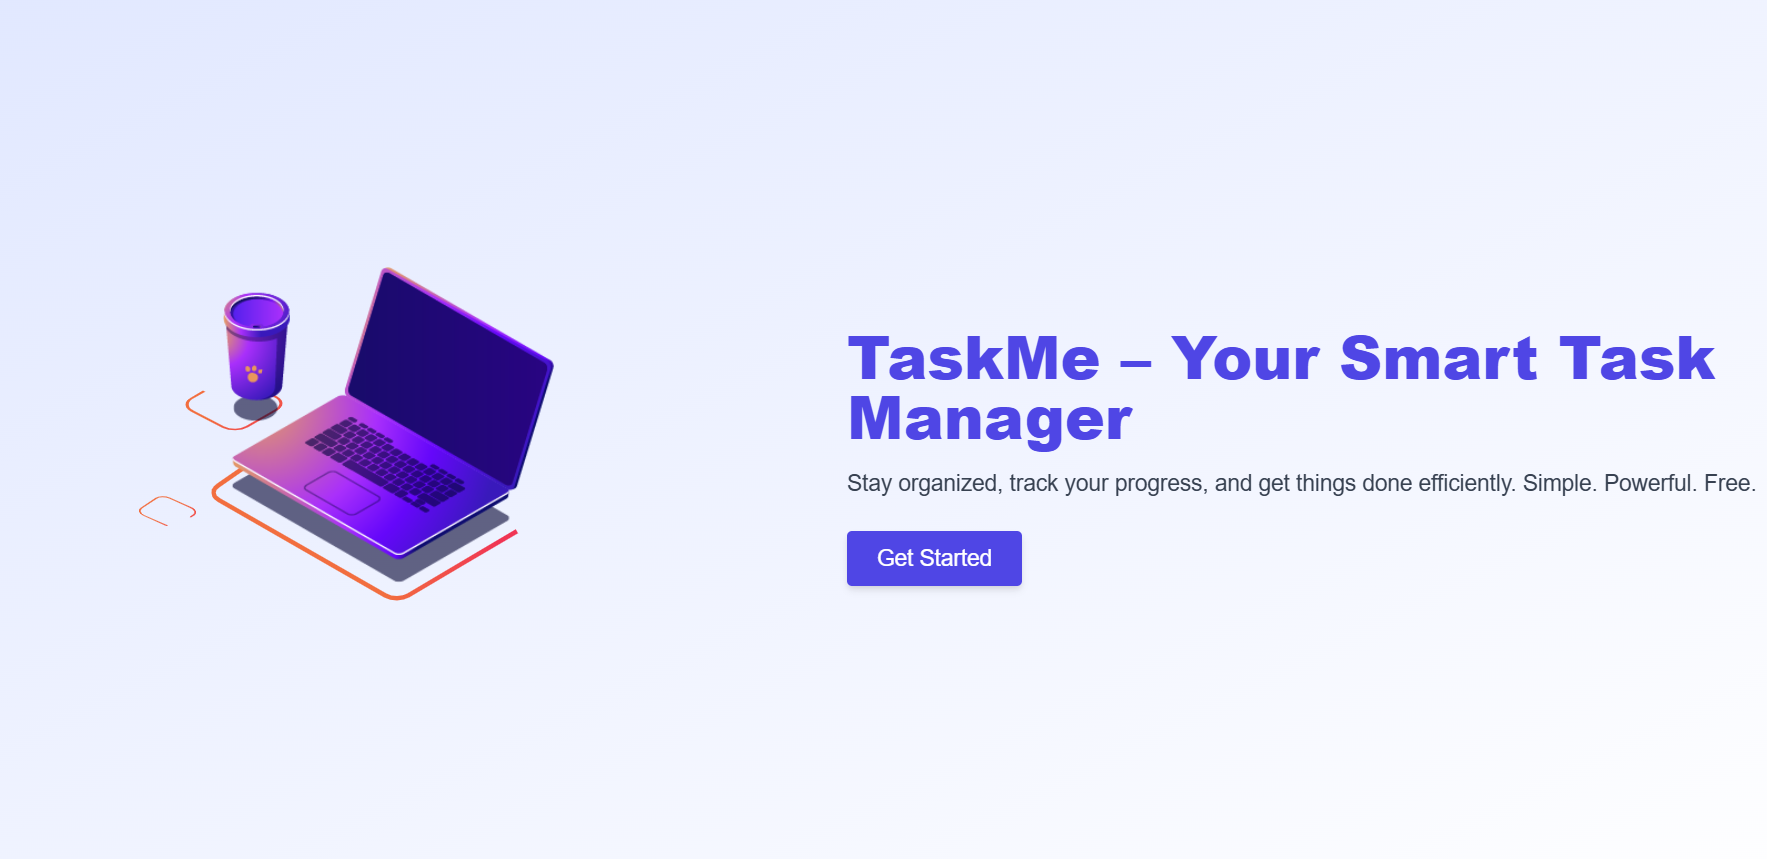 TaskMe – Your Smart Task
Manager
Stay organized, track your progress, and get things done efficiently. Simple. Powerful. Free.
Get Started